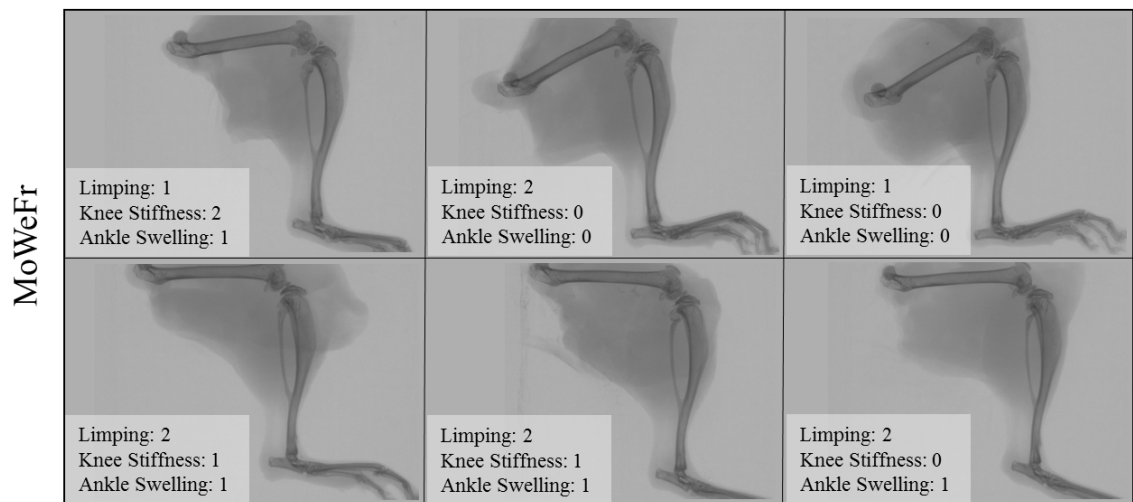 MoWeFr
Limping: 1
Knee Stiffness: 2
Ankle Swelling: 1
Limping: 2
Knee Stiffness: 0
Ankle Swelling: 0
Limping: 1
Knee Stiffness: 0
Ankle Swelling: 0
Limping: 2
Knee Stiffness: 1
Ankle Swelling: 1
Limping: 2
Knee Stiffness: 1
Ankle Swelling: 1
Limping: 2
Knee Stiffness: 0
Ankle Swelling: 1